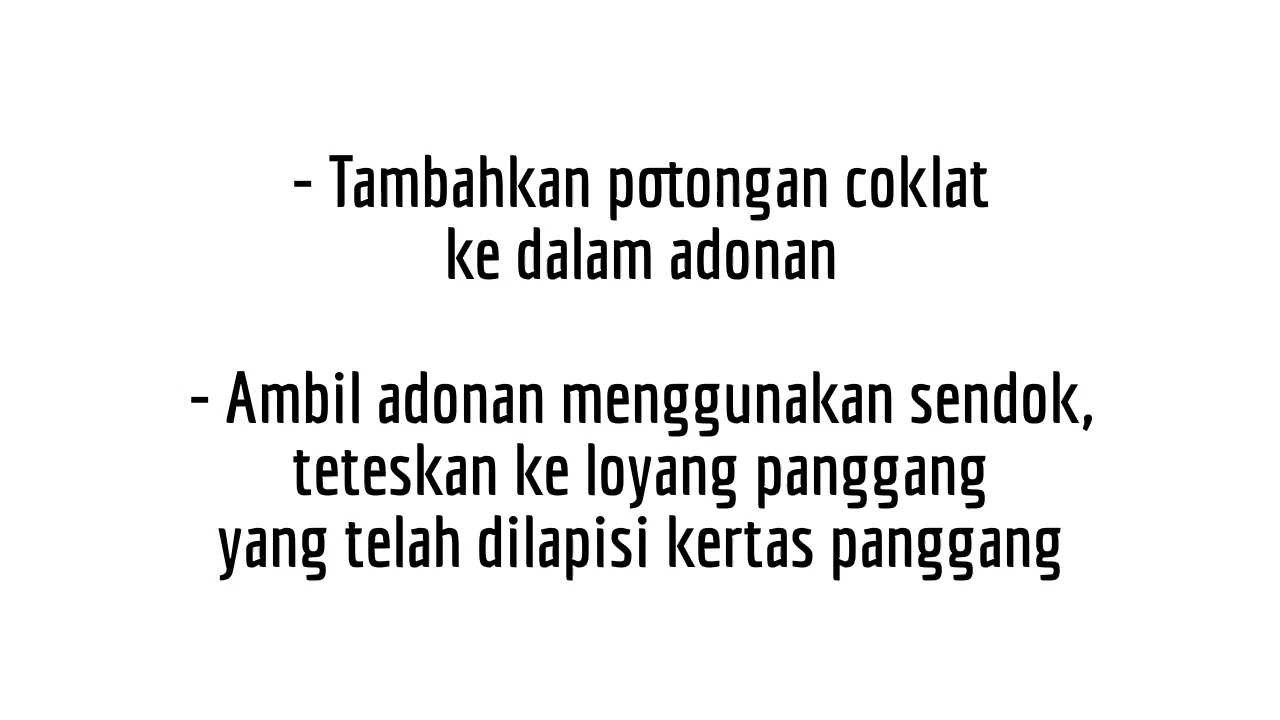 - Tambahkan potongan coklat
ke dalam adonan
- Ambil adonan menggunakan sendok,
teteskan ke loyang panggang
yang telah dilapisi kertas panggang